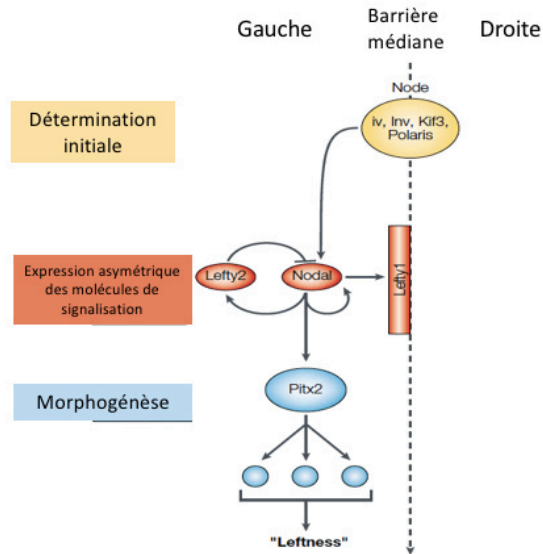 Gauche
Barrière
médiane
Droite
Node
Détermination
initiale
iv, Inv, Kif3,
Polaris
Expression asymétrique
des molécules de
signalisation
Lefty2
Nodal
Lefty1
Morphogénèse
Pitx2
"Leftness"